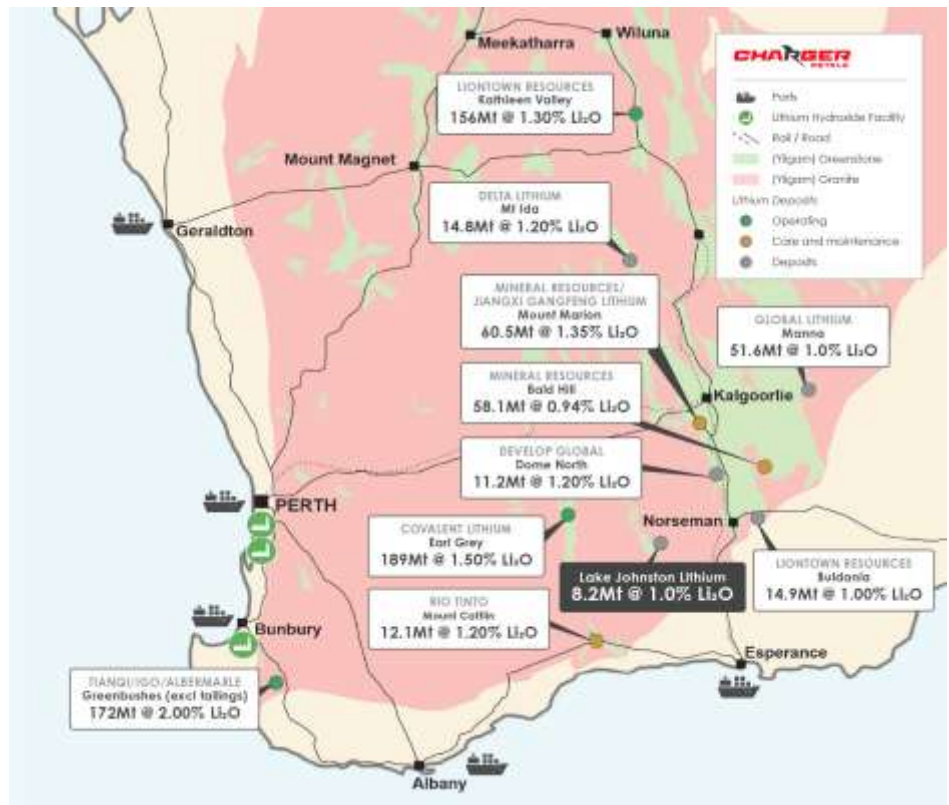 Meekatharra
Wiluna
CHARGER
METALS
Ports
Lithium Hydroxide Facility
Rail / Road
(Yilgarn) Greenstone
(Yilgarn) Granite
Lithium Deposits
Operating
Care and maintenance
Deposits
LIONTOWN RESOURCES
Kathleen Valley
156Mt @ 1.30% Li₂O
Mount Magnet
DELTA LITHIUM
Mt Ida
14.8Mt @ 1.20% Li₂O
Geraldton
MINERAL RESOURCES/
JIANGXI GANGFENG LITHIUM
Mount Marion
60.5Mt @ 1.35% Li₂O
GLOBAL LITHIUM
Manna
51.6Mt @ 1.0% Li₂O
MINERAL RESOURCES
Bald Hill
58.1Mt @ 0.94% Li₂O
Kalgoorlie
DEVELOP GLOBAL
Dome North
11.2Mt @ 1.20% Li₂O
PERTH
COVALENT LITHIUM
Earl Grey
189Mt @ 1.50% Li₂O
Norseman
Lake Johnston Lithium
8.2Mt @ 1.0% Li₂O
LIONTOWN RESOURCES
Buldania
14.9Mt @ 1.00% Li₂O
RIO TINTO
Mount Cattlin
12.1Mt @ 1.20% Li₂O
Bunbury
Esperance
TIANQI/IGO/ALBERMARLE
Greenbushes (excl tailings)
172Mt @ 2.00% Li₂O
Albany